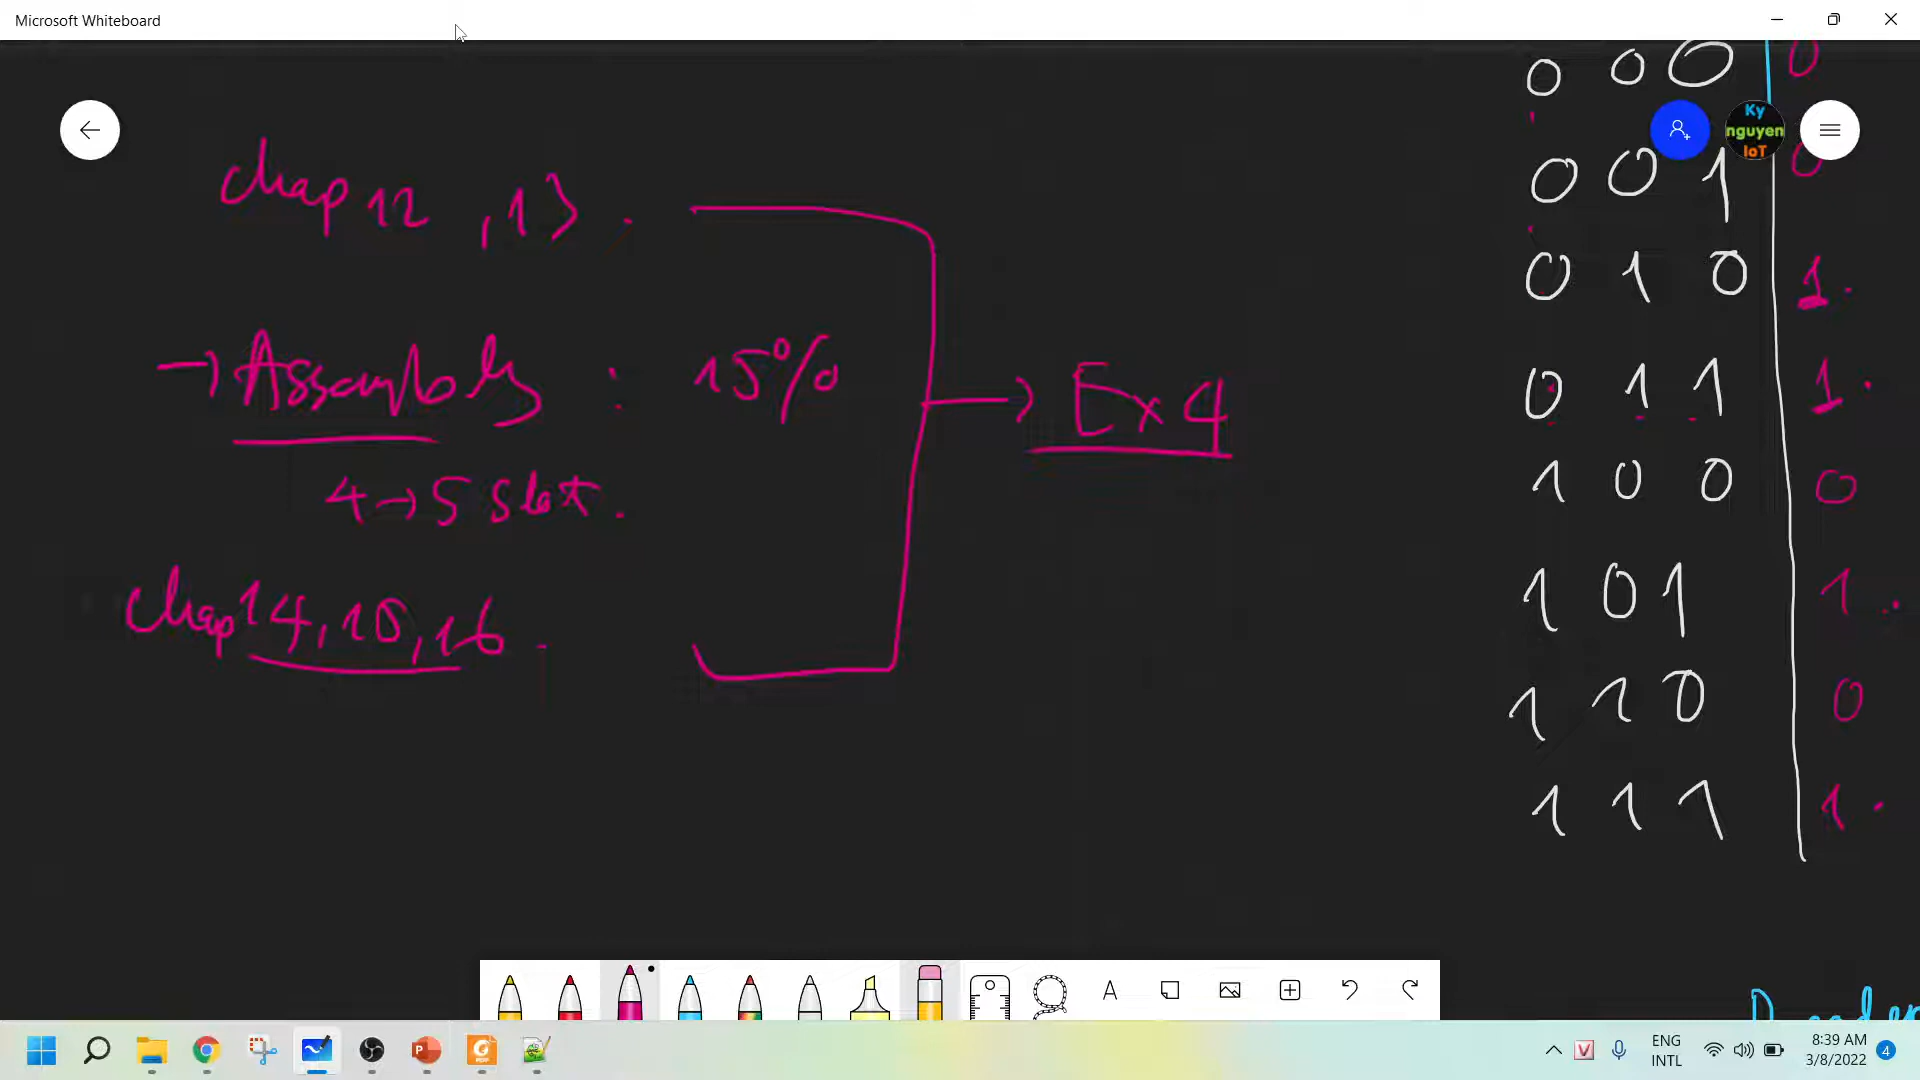 Microsoft Whiteboard
0 0 0 0
Ky
nguyen
IoT
chap 12, 13.
0 0 1 0
0 1 0 1.
→ Assembly : 15%
→ Ex 4
0 1 1 1.
4 → 5 slot.
1 0 0 0
chap 14, 15, 16
1 0 1 1.
1 1 0 0
1 1 1 1.
A
ENG
INTL
8:39 AM
3/8/2022
4